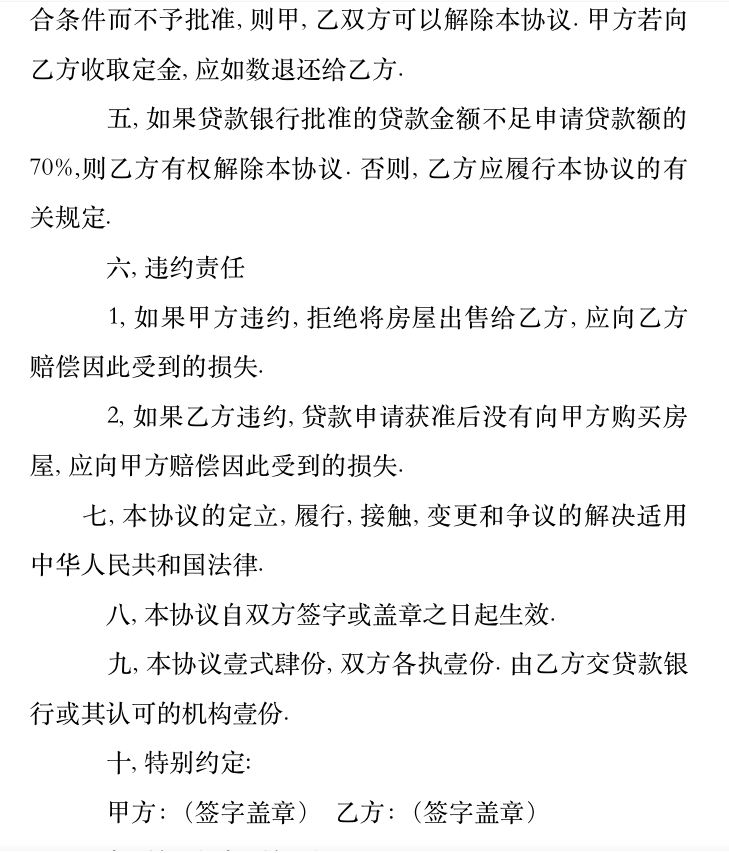 合条件而不予批准, 则甲, 乙双方可以解除本协议. 甲方若向
乙方收取定金, 应如数退还给乙方.
五, 如果贷款银行批准的贷款金额不足申请贷款额的
70%,则乙方有权解除本协议. 否则, 乙方应履行本协议的有
关规定.
六, 违约责任
1, 如果甲方违约, 拒绝将房屋出售给乙方, 应向乙方
赔偿因此受到的损失.
2, 如果乙方违约, 贷款申请获准后没有向甲方购买房
屋, 应向甲方赔偿因此受到的损失.
七, 本协议的定立, 履行, 接触, 变更和争议的解决适用
中华人民共和国法律.
八, 本协议自双方签字或盖章之日起生效.
九, 本协议壹式肆份, 双方各执壹份. 由乙方交贷款银
行或其认可的机构壹份.
十, 特别约定:
甲方：（签字盖章） 乙方：（签字盖章）